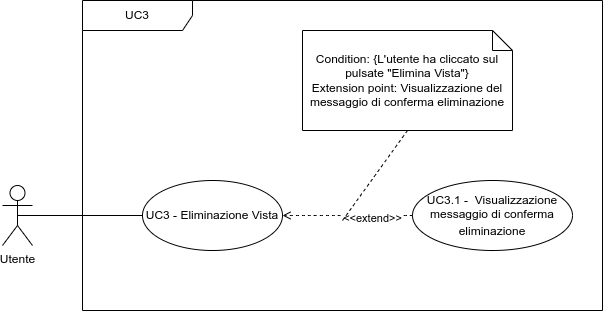 UC3
Condition: {L'utente ha cliccato sul
pulsate "Elimina Vista"}
Extension point: Visualizzazione del
messaggio di conferma eliminazione
UC3 - Eliminazione Vista
<<extend>>
UC3.1 - Visualizzazione
messaggio di conferma
eliminazione
Utente